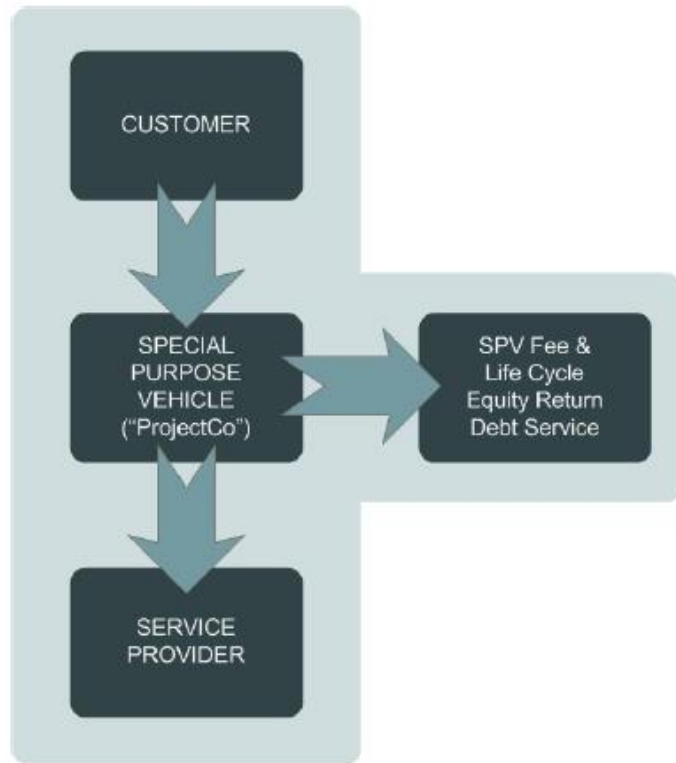 CUSTOMER
SPECIAL
PURPOSE
VEHICLE
(“ProjectCo”)
SPV Fee &
Life Cycle
Equity Return
Debt Service
SERVICE
PROVIDER